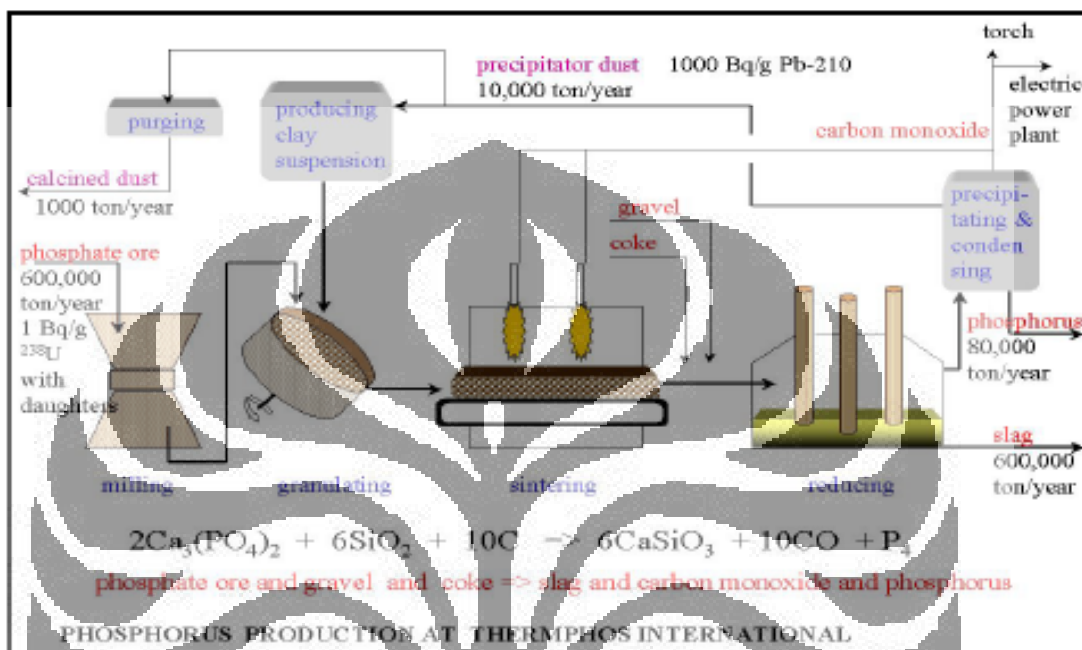 torch
precipitator dust 1000 Bq/g Pb-210
10,000 ton/year
electric
power
plant
purging
producing
clay
suspension
carbon monoxide
calcined dust
1000 ton/year
precipi-
tating &
conden
sing
gravel
coke
phosphate ore
600,000
ton/year
1 Bq/g
²³⁸U
with
daughters
phosphorus
80,000
ton/year
slag
600,000
ton/year
milling granulating sintering reducing
2Ca₃(PO₄)₂ + 6SiO₂ + 10C –> 6CaSiO₃ + 10CO + P₄
phosphate ore and gravel and coke => slag and carbon monoxide and phosphorus
PHOSPHORUS PRODUCTION AT THERMPHOS INTERNATIONAL